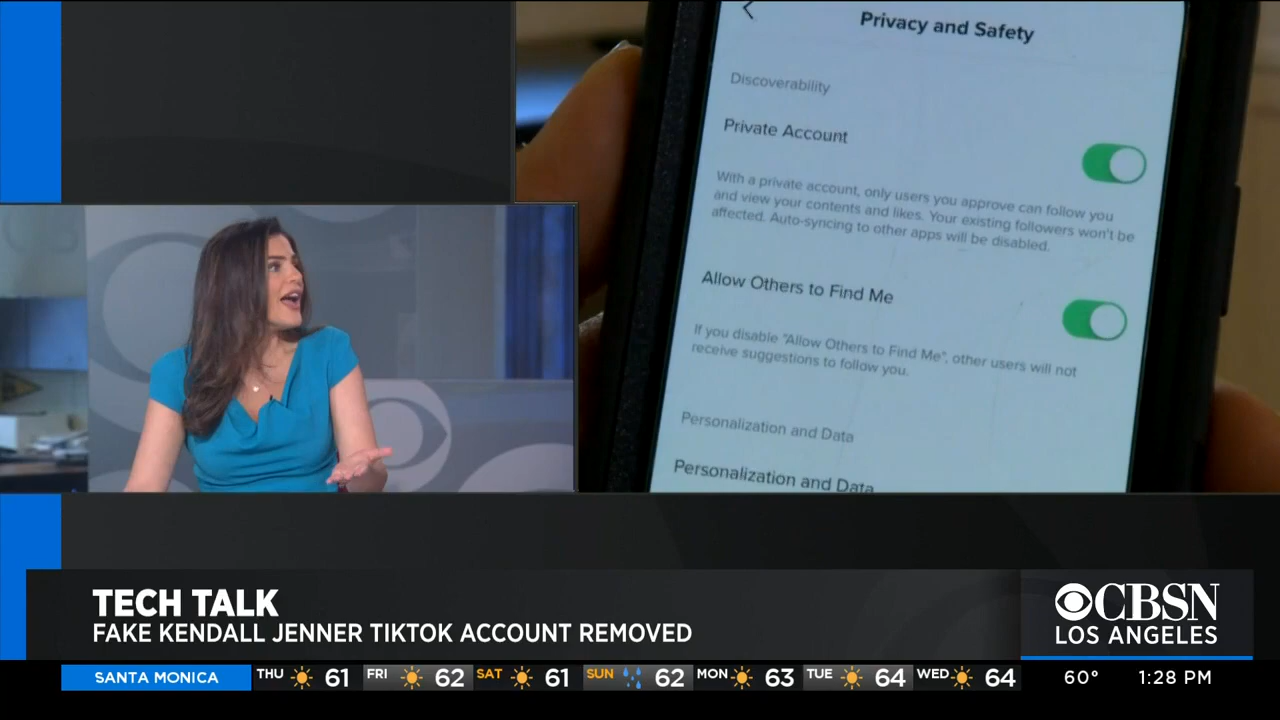 Privacy and Safety
Discoverability
Private Account
With a private account, only users you approve can follow you
and view your contents and likes. Your existing followers won't be
affected. Auto-syncing to other apps will be disabled.
Allow Others to Find Me
If you disable "Allow Others to Find Me", other users will not
receive suggestions to follow you.
Personalization and Data
Personalization and Data
TECH TALK
FAKE KENDALL JENNER TIKTOK ACCOUNT REMOVED
CBSN
LOS ANGELES
SANTA MONICA THU 61 FRI 62 SAT 61 SUN 62 MON 63 TUE 64 WED 64 60° 1:28 PM